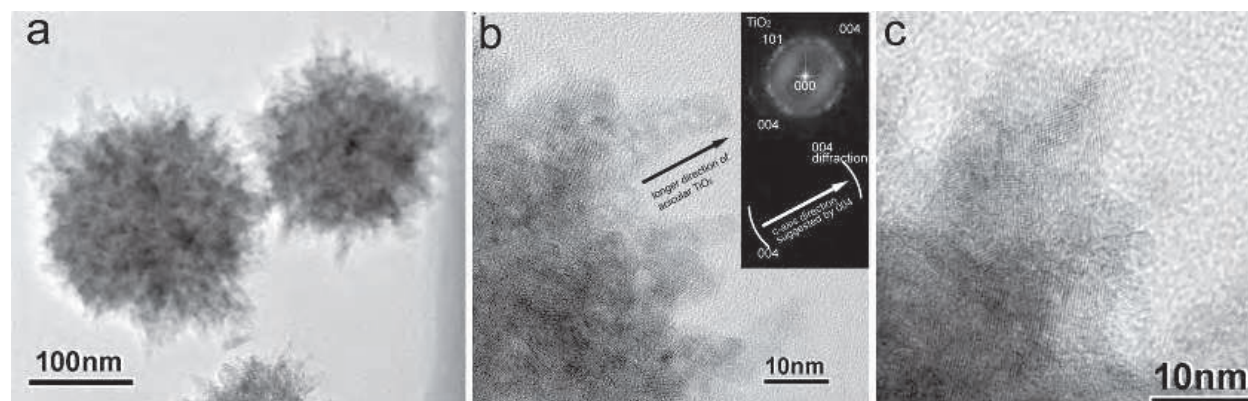 a
100nm
b
longer direction of
acicular TiO₂
10nm
TiO₂
004
101
000
004
004
diffraction
c-axis direction
suggested by 004
004
c
10nm